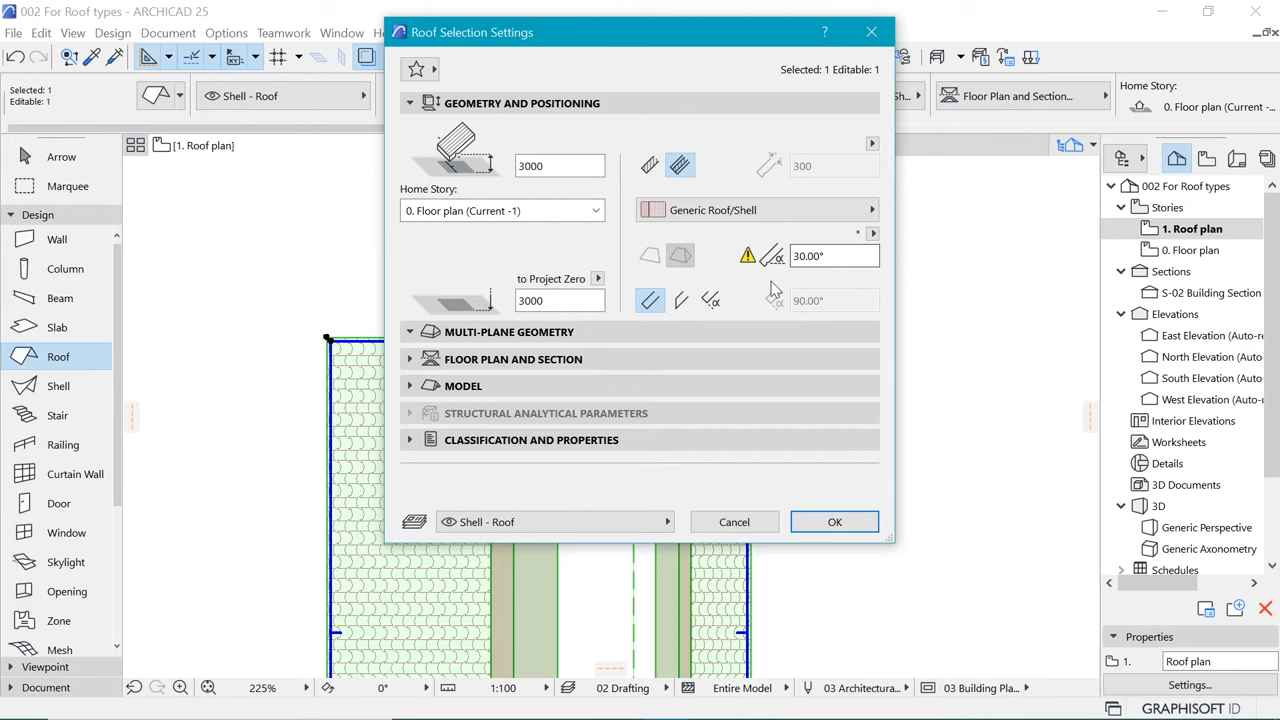 002 For Roof types - ARCHICAD 25
File Edit View Design Document Options Teamwork Window
Roof Selection Settings
?
Selected: 1
Editable: 1
Shell - Roof
Floor Plan and Section...
Home Story:
0. Floor plan (Current -...
[1. Roof plan]
Arrow
Marquee
Design
Wall
Column
Beam
Slab
Roof
Shell
Stair
Railing
Curtain Wall
Door
Window
Skylight
Opening
Zone
Mesh
Viewpoint
Document
Selected: 1 Editable: 1
GEOMETRY AND POSITIONING
3000
300
Home Story:
0. Floor plan (Current -1)
Generic Roof/Shell
°
30.00°
to Project Zero
3000
90.00°
MULTI-PLANE GEOMETRY
FLOOR PLAN AND SECTION
MODEL
STRUCTURAL ANALYTICAL PARAMETERS
CLASSIFICATION AND PROPERTIES
Shell - Roof
Cancel
OK
002 For Roof types
Stories
1. Roof plan
0. Floor plan
Sections
S-02 Building Section
Elevations
East Elevation (Auto-re
North Elevation (Auto-
South Elevation (Auto
West Elevation (Auto-r
Interior Elevations
Worksheets
Details
3D Documents
3D
Generic Perspective
Generic Axonometry
Schedules
Properties
1.
Roof plan
Settings...
225%
0°
1:100
02 Drafting
Entire Model
03 Architectura...
03 Building Pla...
GRAPHISOFT ID